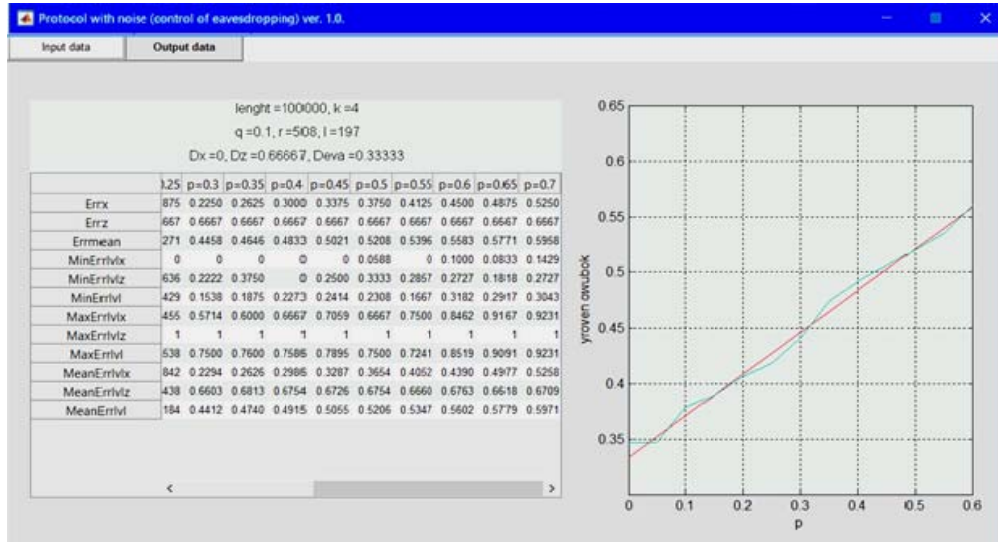 Protocol with noise (control of eavesdropping) ver. 1.0.
Input data Output data
lenght =100000, k =4
q =0.1, r =508, l =197
Dx =0, Dz =0.66667, Deva =0.33333
).25 p=0.3 p=0.35 p=0.4 p=0.45 p=0.5 p=0.55 p=0.6 p=0.65 p=0.7
Errx 875 0.2250 0.2625 0.3000 0.3375 0.3750 0.4125 0.4500 0.4875 0.5250
Errz 667 0.6667 0.6667 0.6667 0.6667 0.6667 0.6667 0.6667 0.6667 0.6667
Errmean 271 0.4458 0.4646 0.4833 0.5021 0.5208 0.5396 0.5583 0.5771 0.5958
MinErrlvlx 0 0 0 0 0 0.0588 0 0.1000 0.0833 0.1429
MinErrlvlz 636 0.2222 0.3750 0 0.2500 0.3333 0.2857 0.2727 0.1818 0.2727
MinErrlvl 429 0.1538 0.1875 0.2273 0.2414 0.2308 0.1667 0.3182 0.2917 0.3043
MaxErrlvlx 455 0.5714 0.6000 0.6667 0.7059 0.6667 0.7500 0.8462 0.9167 0.9231
MaxErrlvlz 1 1 1 1 1 1 1 1 1 1
MaxErrlvl 538 0.7500 0.7600 0.7586 0.7895 0.7500 0.7241 0.8519 0.9091 0.9231
MeanErrlvlx 842 0.2294 0.2626 0.2986 0.3287 0.3654 0.4052 0.4390 0.4977 0.5258
MeanErrlvlz 438 0.6603 0.6813 0.6754 0.6726 0.6754 0.6660 0.6763 0.6618 0.6709
MeanErrlvl 184 0.4412 0.4740 0.4915 0.5055 0.5206 0.5347 0.5602 0.5779 0.5971
0.65
0.6
0.55
0.5
0.45
0.4
0.35
yroven owubok
0 0.1 0.2 0.3 0.4 0.5 0.6
p